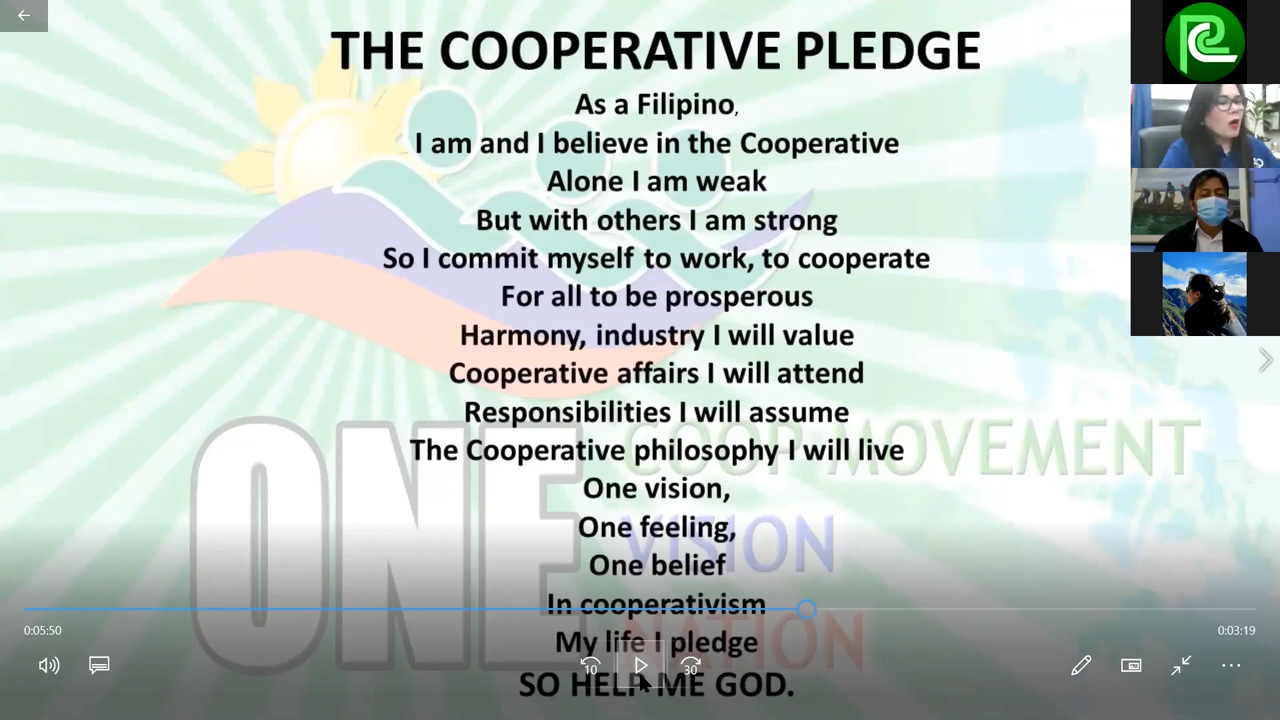 THE COOPERATIVE PLEDGE
As a Filipino,
I am and I believe in the Cooperative
Alone I am weak
But with others I am strong
So I commit myself to work, to cooperate
For all to be prosperous
Harmony, industry I will value
Cooperative affairs I will attend
Responsibilities I will assume
The Cooperative philosophy I will live
One vision,
One feeling,
One belief
In cooperativism
My life I pledge
SO HELP ME GOD.
ONE
COOP MOVEMENT
VISION
NATION
0:05:50
0:03:19
10
30